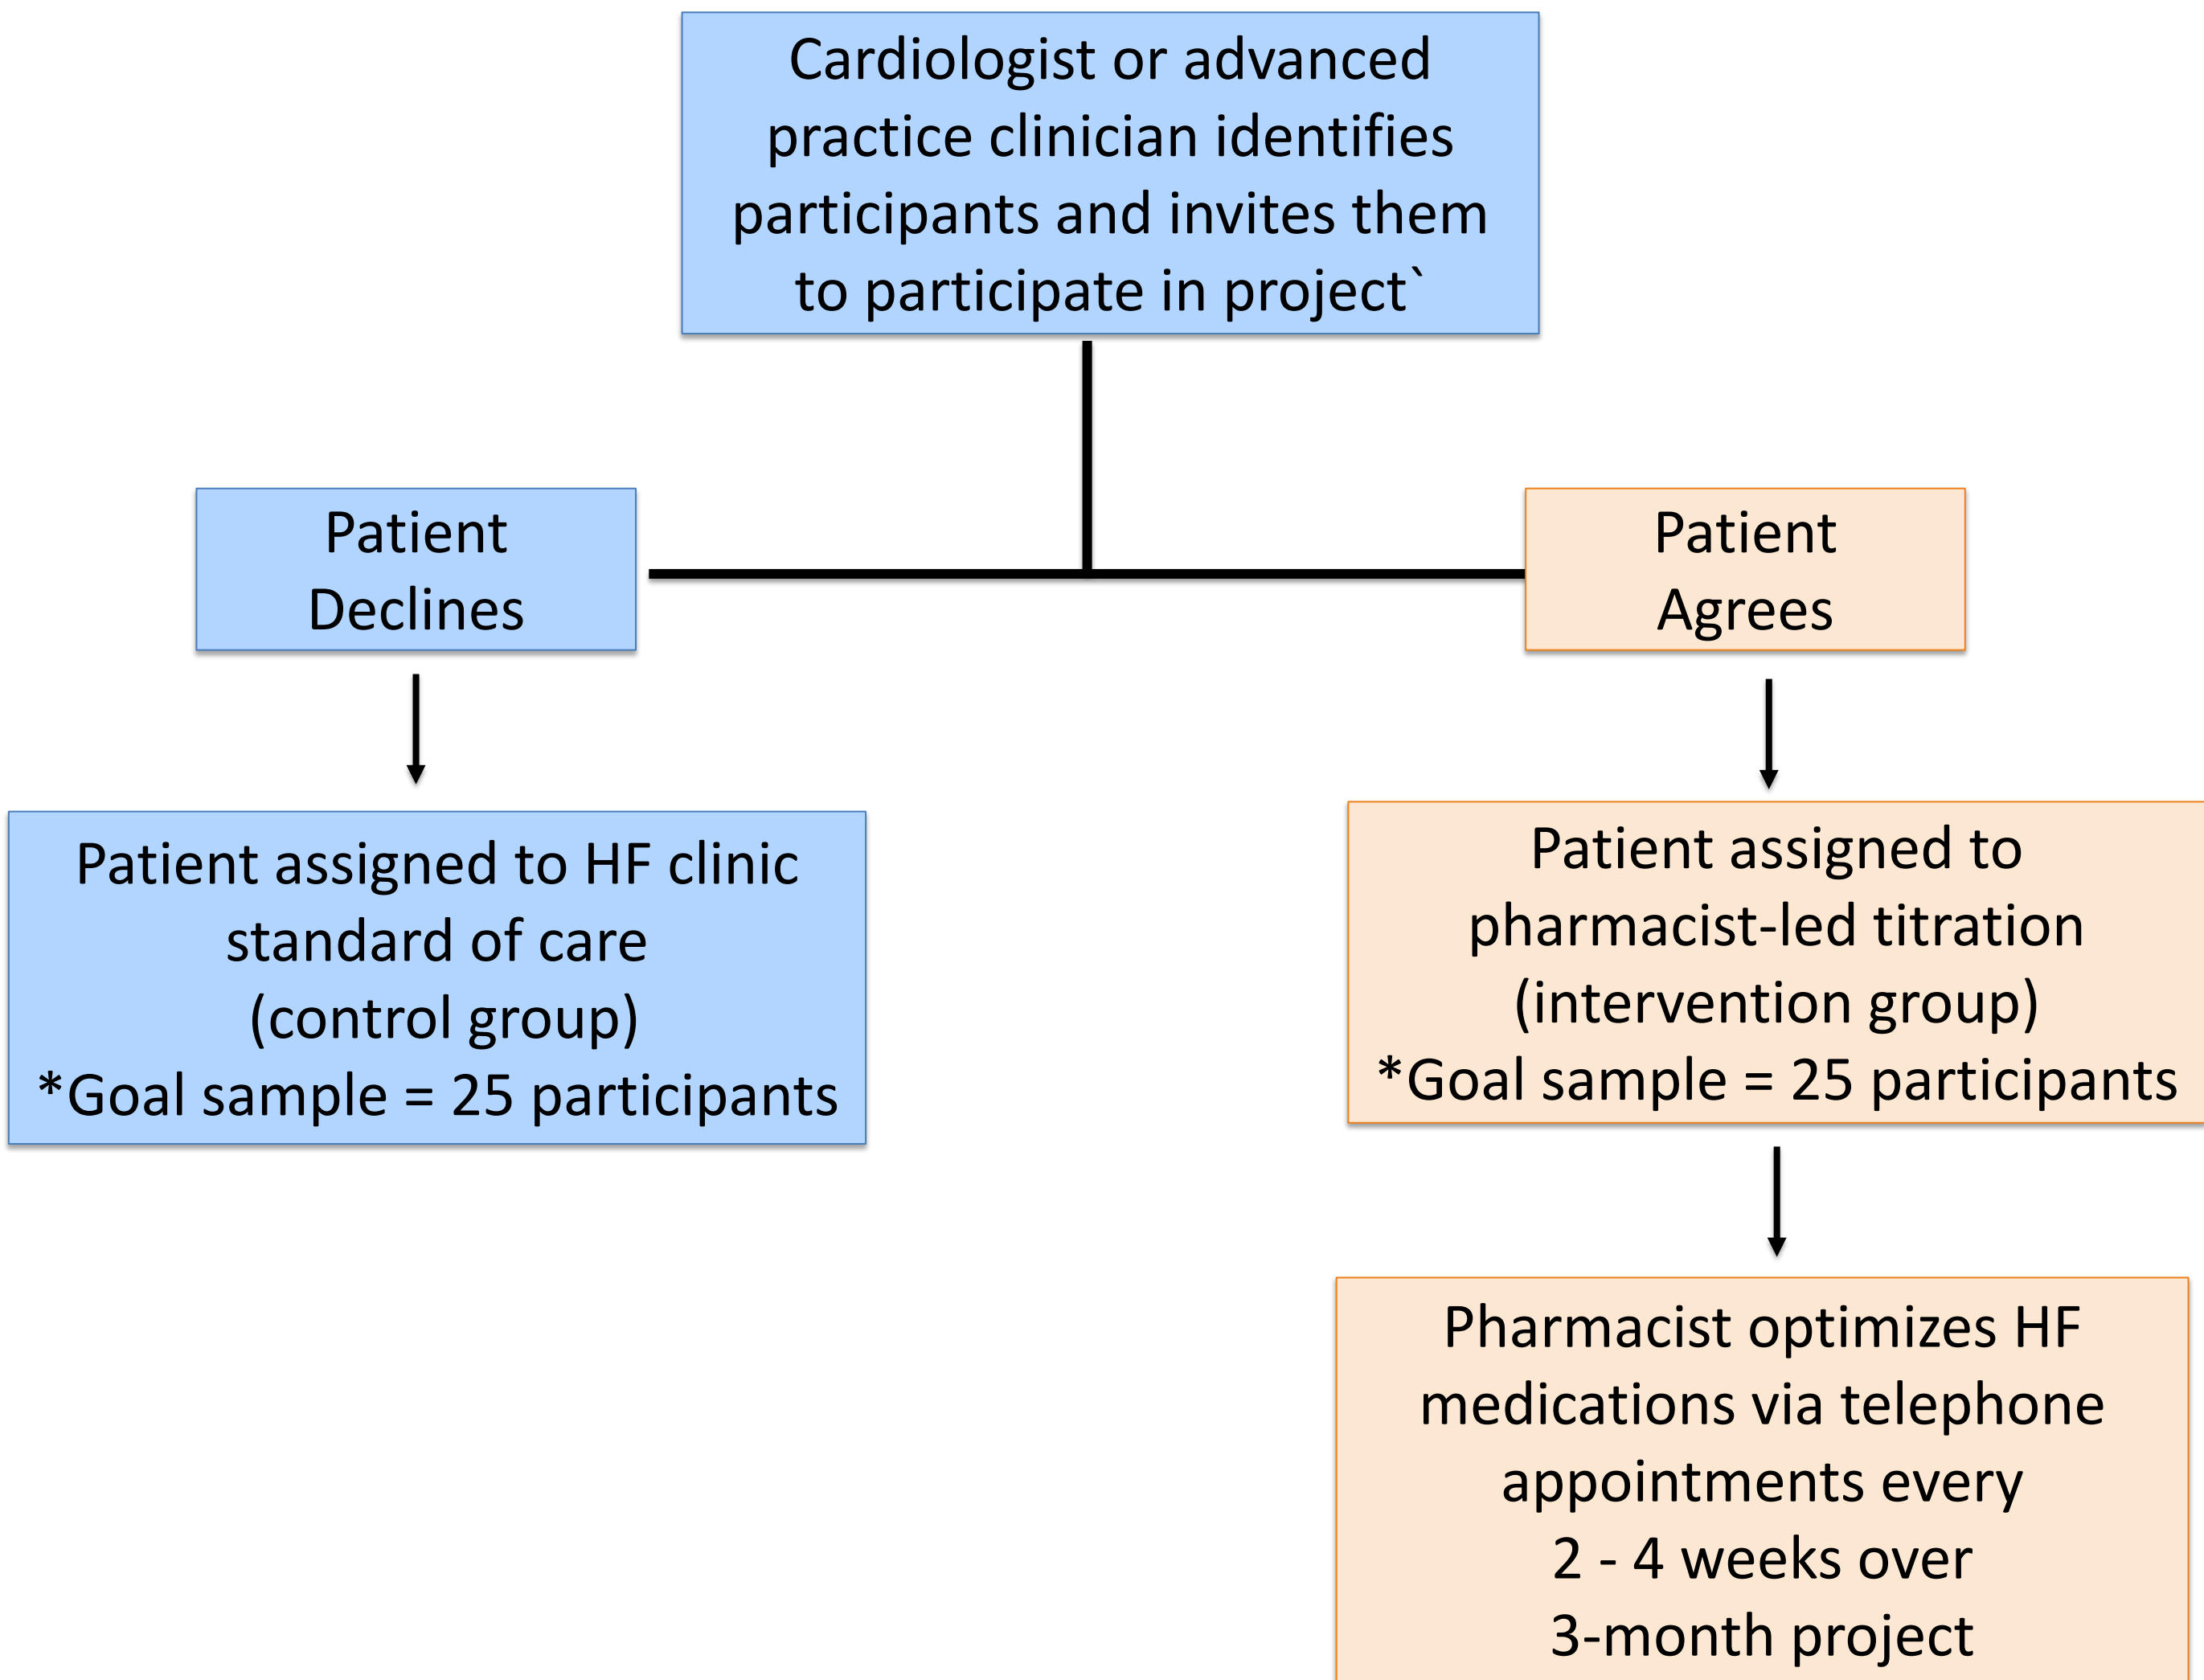 Cardiologist or advanced
practice clinician identifies
participants and invites them
to participate in project`
Patient
Declines
Patient
Agrees
Patient assigned to HF clinic
standard of care
(control group)
*Goal sample = 25 participants
Patient assigned to
pharmacist-led titration
(intervention group)
*Goal sample = 25 participants
Pharmacist optimizes HF
medications via telephone
appointments every
2 - 4 weeks over
3-month project